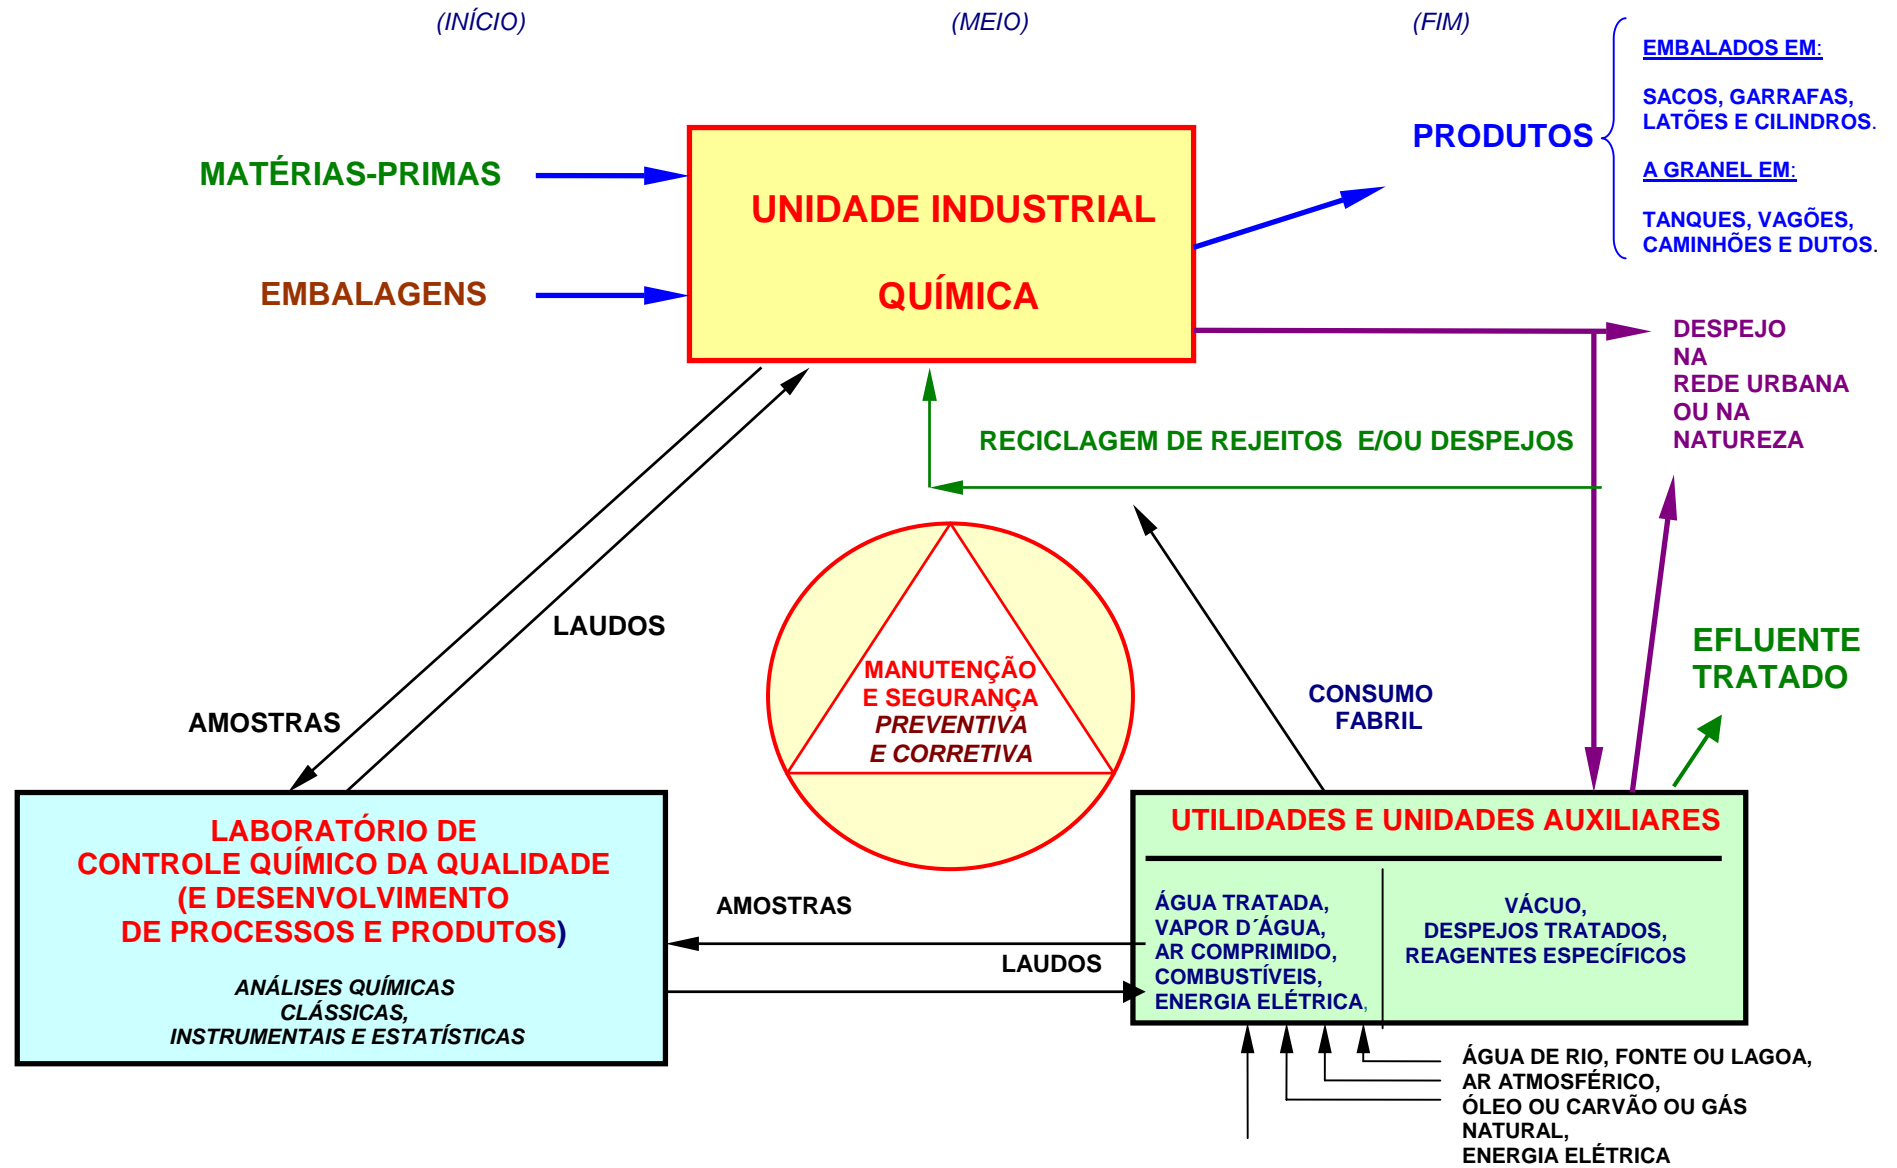 (INÍCIO)
(MEIO)
(FIM)
EMBALADOS EM:
SACOS, GARRAFAS,
LATÕES E CILINDROS.
PRODUTOS
A GRANEL EM:
TANQUES, VAGÕES,
CAMINHÕES E DUTOS.
MATÉRIAS-PRIMAS
EMBALAGENS
UNIDADE INDUSTRIAL
QUÍMICA
DESPEJO
NA
REDE URBANA
OU NA
NATUREZA
RECICLAGEM DE REJEITOS  E/OU DESPEJOS
LAUDOS
AMOSTRAS
MANUTENÇÃO
E SEGURANÇA
PREVENTIVA
E CORRETIVA
CONSUMO
FABRIL
EFLUENTE
TRATADO
LABORATÓRIO DE
CONTROLE QUÍMICO DA QUALIDADE
(E DESENVOLVIMENTO
DE PROCESSOS E PRODUTOS)
ANÁLISES QUÍMICAS
CLÁSSICAS,
INSTRUMENTAIS E ESTATÍSTICAS
AMOSTRAS
LAUDOS
UTILIDADES E UNIDADES AUXILIARES
ÁGUA TRATADA,
VAPOR D´ÁGUA,
AR COMPRIMIDO,
COMBUSTÍVEIS,
ENERGIA ELÉTRICA,
VÁCUO,
DESPEJOS TRATADOS,
REAGENTES ESPECÍFICOS
ÁGUA DE RIO, FONTE OU LAGOA,
AR ATMOSFÉRICO,
ÓLEO OU CARVÃO OU GÁS
NATURAL,
ENERGIA ELÉTRICA